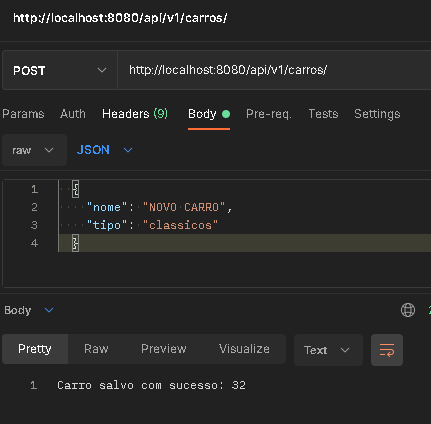 http://localhost:8080/api/v1/carros/
POST http://localhost:8080/api/v1/carros/
Params Auth Headers (9) Body Pre-req. Tests Settings
raw JSON
1 {
2 "nome": "NOVO CARRO",
3 "tipo": "classicos"
4 }
Body
Pretty Raw Preview Visualize Text
1 Carro salvo com sucesso: 32